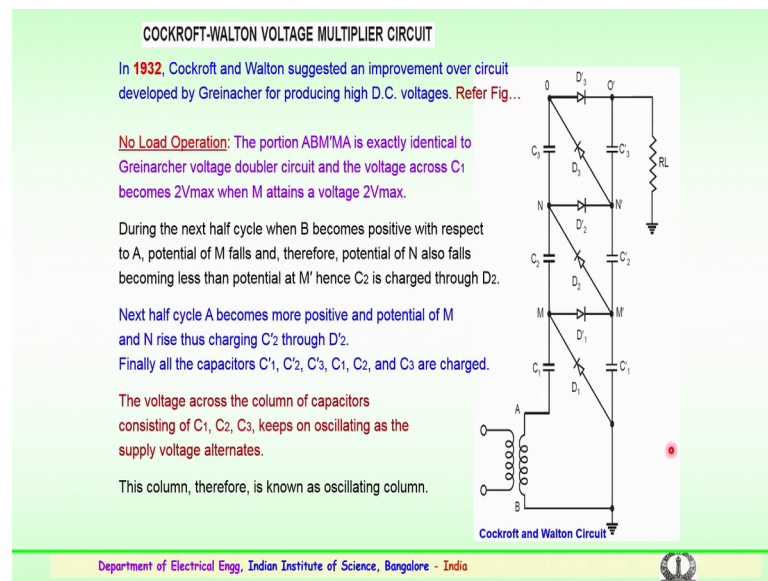 COCKROFT-WALTON VOLTAGE MULTIPLIER CIRCUIT
In 1932, Cockroft and Walton suggested an improvement over circuit
developed by Greinacher for producing high D.C. voltages. Refer Fig…
No Load Operation: The portion ABM′MA is exactly identical to
Greinarcher voltage doubler circuit and the voltage across C1
becomes 2Vmax when M attains a voltage 2Vmax.
During the next half cycle when B becomes positive with respect
to A, potential of M falls and, therefore, potential of N also falls
becoming less than potential at M′ hence C2 is charged through D2.
Next half cycle A becomes more positive and potential of M
and N rise thus charging C′2 through D′2.
Finally all the capacitors C′1, C′2, C′3, C1, C2, and C3 are charged.
The voltage across the column of capacitors
consisting of C1, C2, C3, keeps on oscillating as the
supply voltage alternates.
This column, therefore, is known as oscillating column.
0 D′3 O′
C3 D3 C′3 RL
N D′2 N′
C2 D2 C′2
M D′1 M′
C1 D1 C′1
A
B
Cockroft and Walton Circuit
Department of Electrical Engg, Indian Institute of Science, Bangalore - India